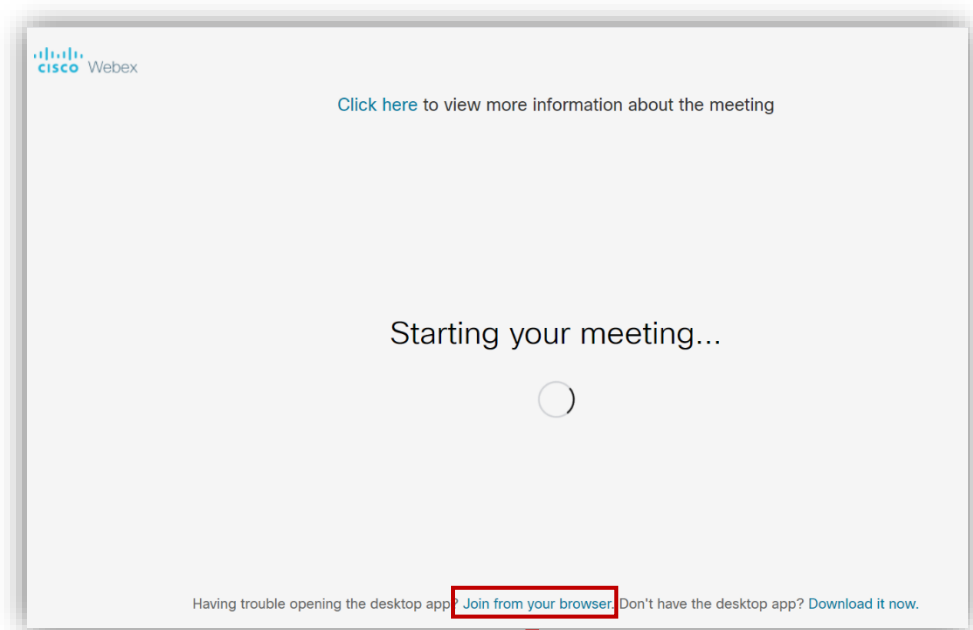 cisco Webex
Click here to view more information about the meeting
Starting your meeting...
Having trouble opening the desktop app? Join from your browser. Don't have the desktop app? Download it now.